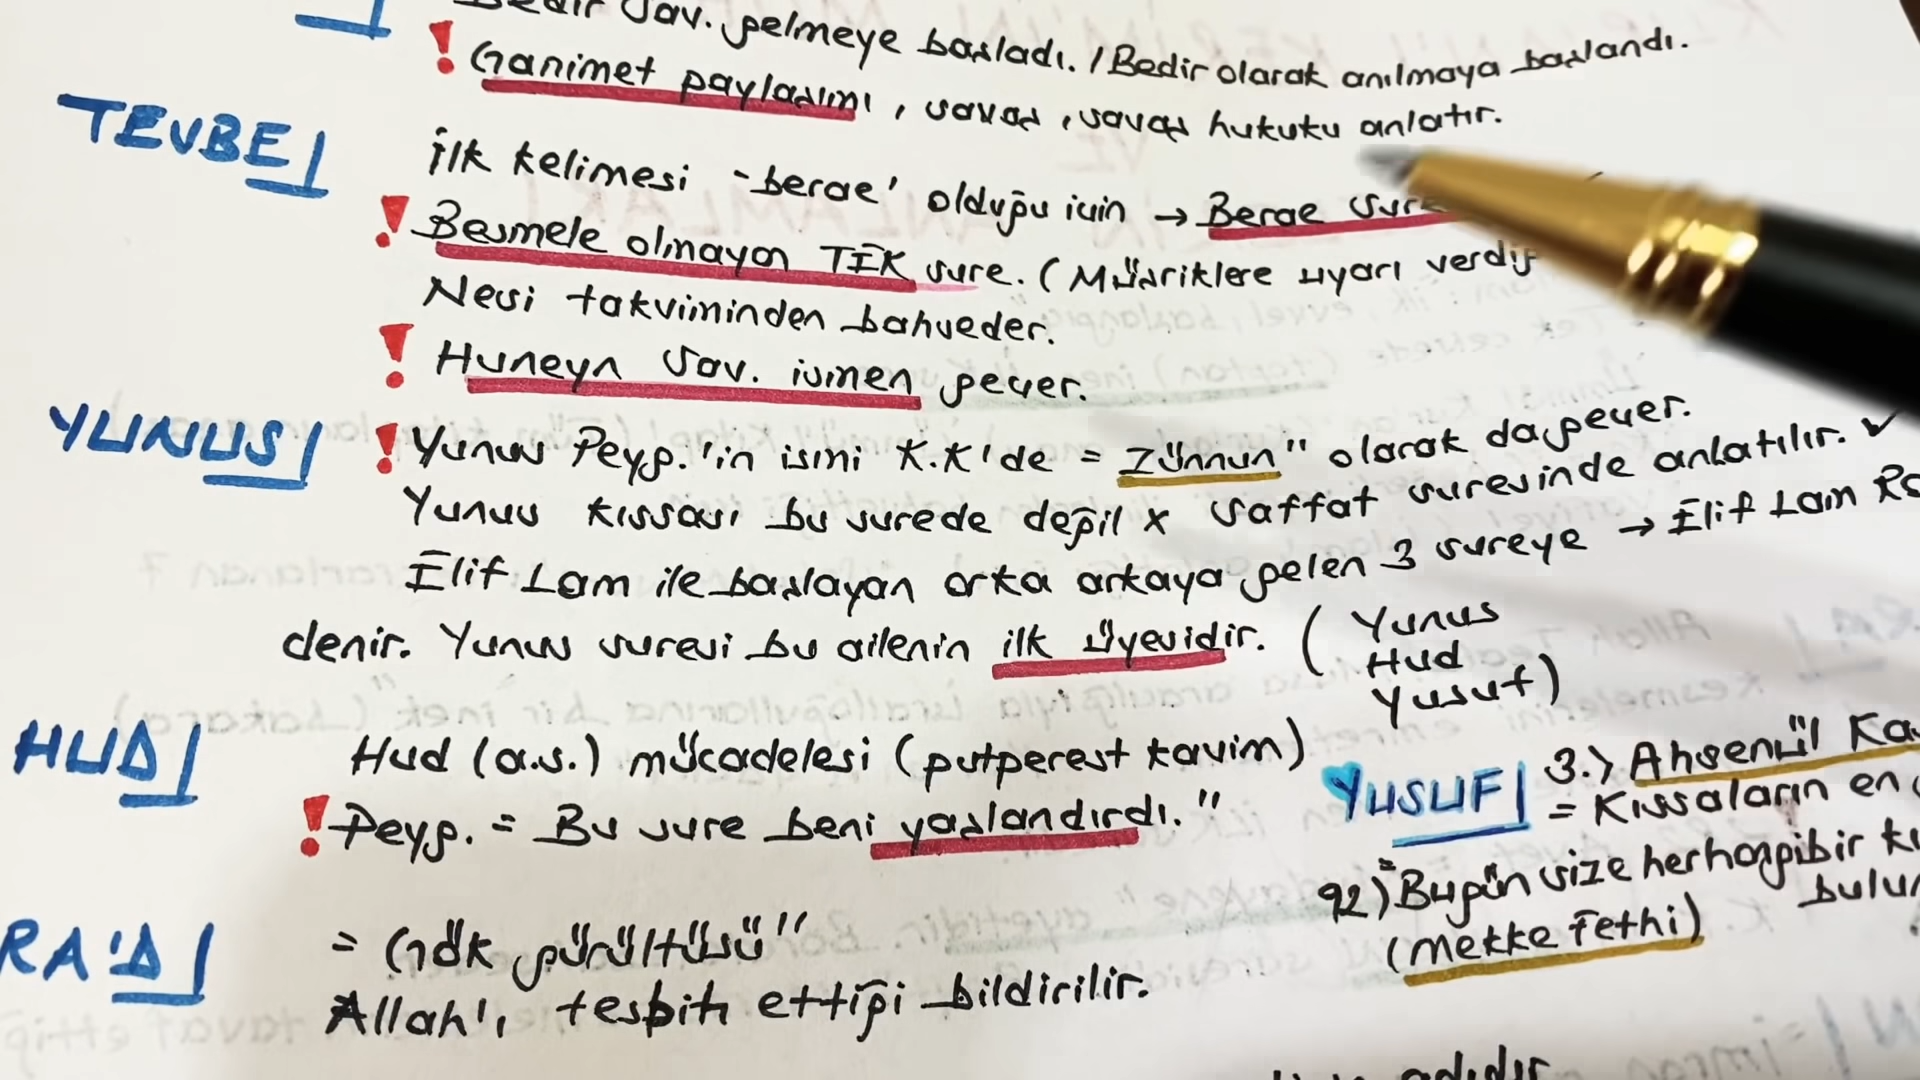 Bedir Sav. gelmeye başladı. / Bedir olarak anılmaya başlandı.
! Ganimet paylaşımı, savaş, savaş hukuku anlatır.
TEVBE
İlk kelimesi -berae' olduğu için → Berae
! Besmele olmayan TEK sure. (Müşriklere uyarı
Nesi takviminden bahseder.
! Huneyn Sav. ismen geçer.
YUNUS
! Yunus Peyg.'in ismi K.K'de = Zünnun" olarak da geçer.
Yunus kıssası bu surede değil x Saffat suresinde anlatılır. ✓
Elif Lam ile başlayan arka arkaya gelen 3 sureye → Elif Lam
denir. Yunus suresi bu ailenin ilk üyesidir. ( Yunus
Hud
Yusuf)
HUD
Hud (a.s.) mücadelesi (putperest kavim)
! Peyg. = Bu sure beni yaşlandırdı."
YUSUF
3.) Ahsenü'l
= Kıssaların en
92) "Bugün size herhangibir
(Mekke Fethi)
RA'D
= Gök gürültüsü"
Allah'ı tesbih ettiği bildirilir.
adıdır